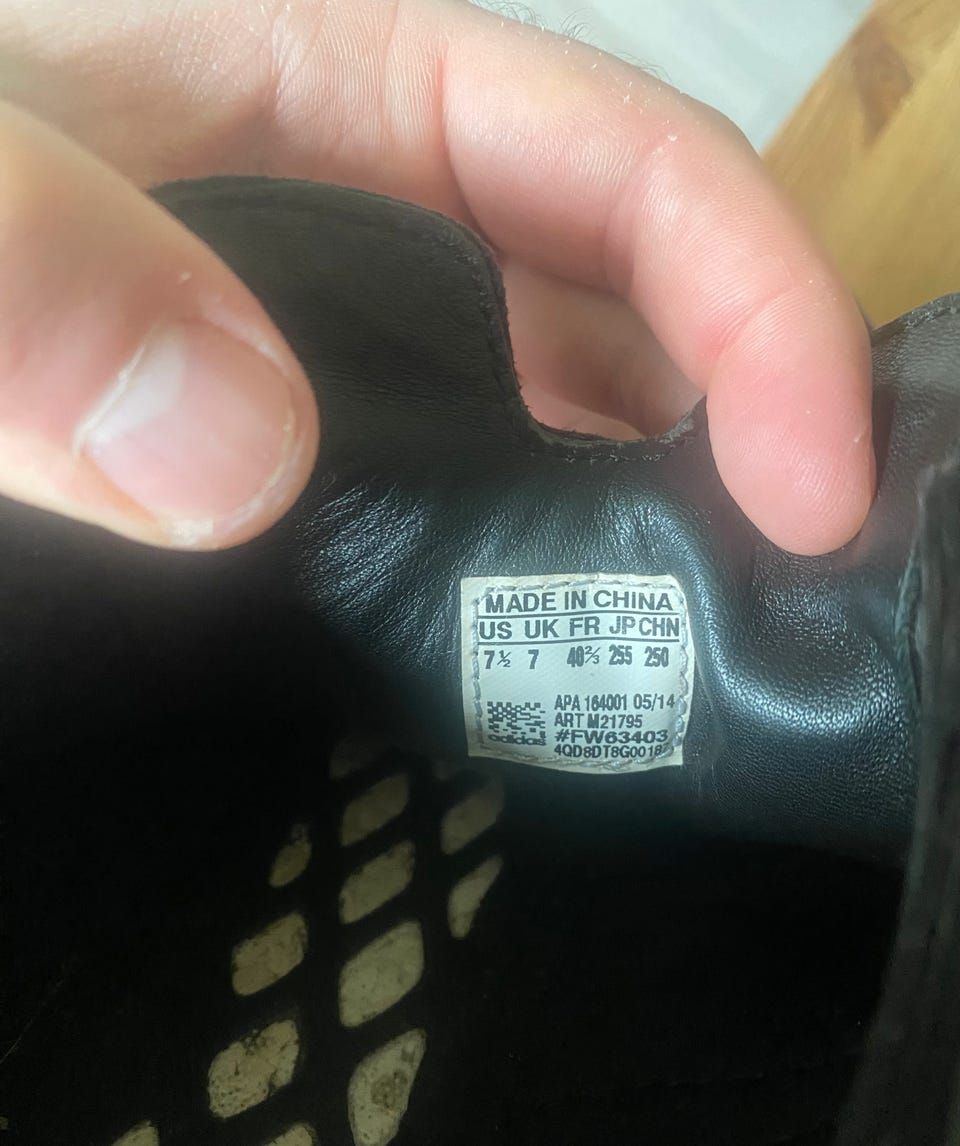 MADE IN CHINA
US UK FR JP CHN
7½ 7 40⅔ 255 250
APA 164001 05/14
ART M21795
#FW63403
adidas